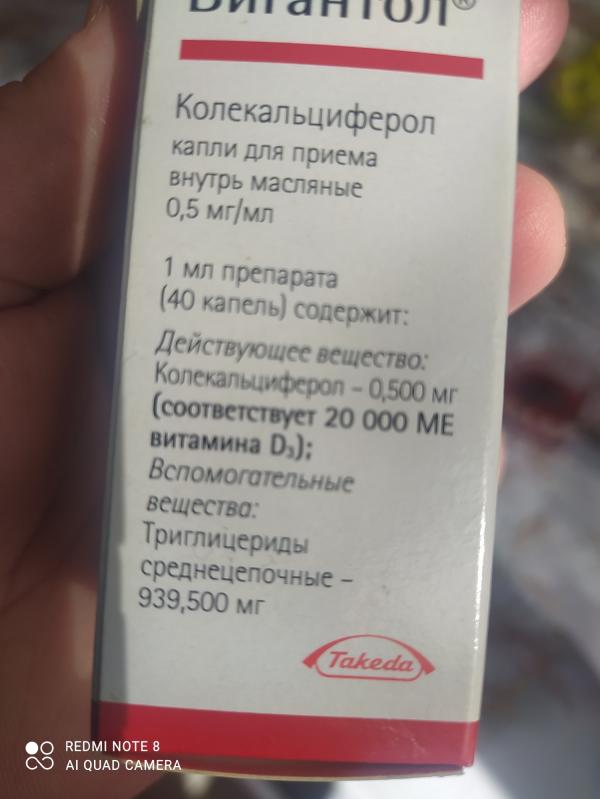 Вигантол®
Колекальциферол
капли для приема
внутрь масляные
0,5 мг/мл
1 мл препарата
(40 капель) содержит:
Действующее вещество:
Колекальциферол – 0,500 мг
(соответствует 20 000 МЕ
витамина D₃);
Вспомогательные
вещества:
Триглицериды
среднецепочные –
939,500 мг
Takeda
REDMI NOTE 8
AI QUAD CAMERA